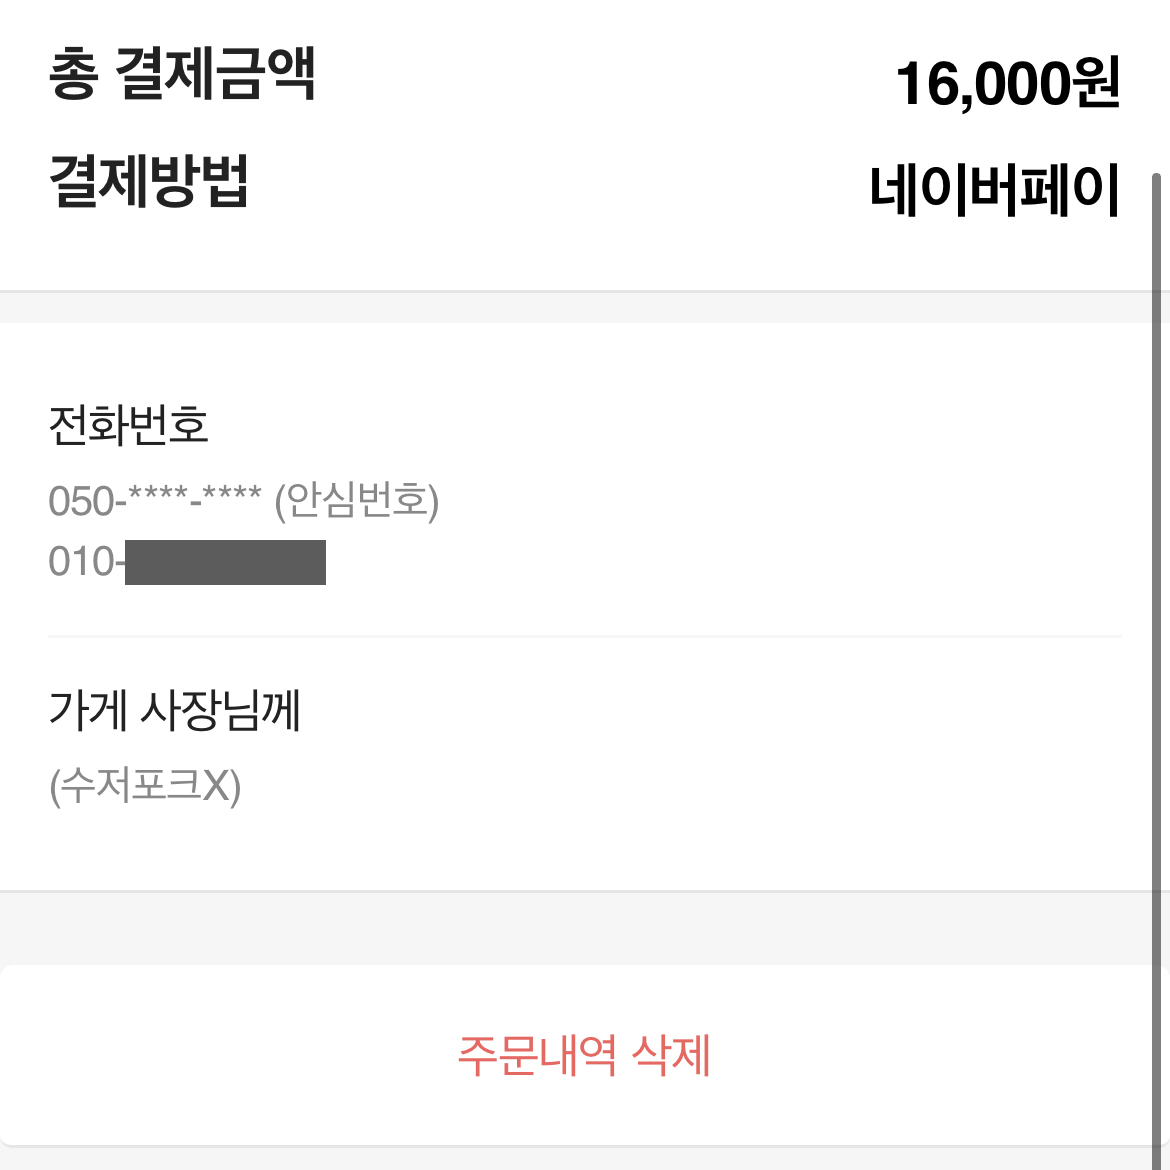 총 결제금액 16,000원
결제방법 네이버페이
전화번호
050-****-**** (안심번호)
010-
가게 사장님께
(수저포크X)
주문내역 삭제